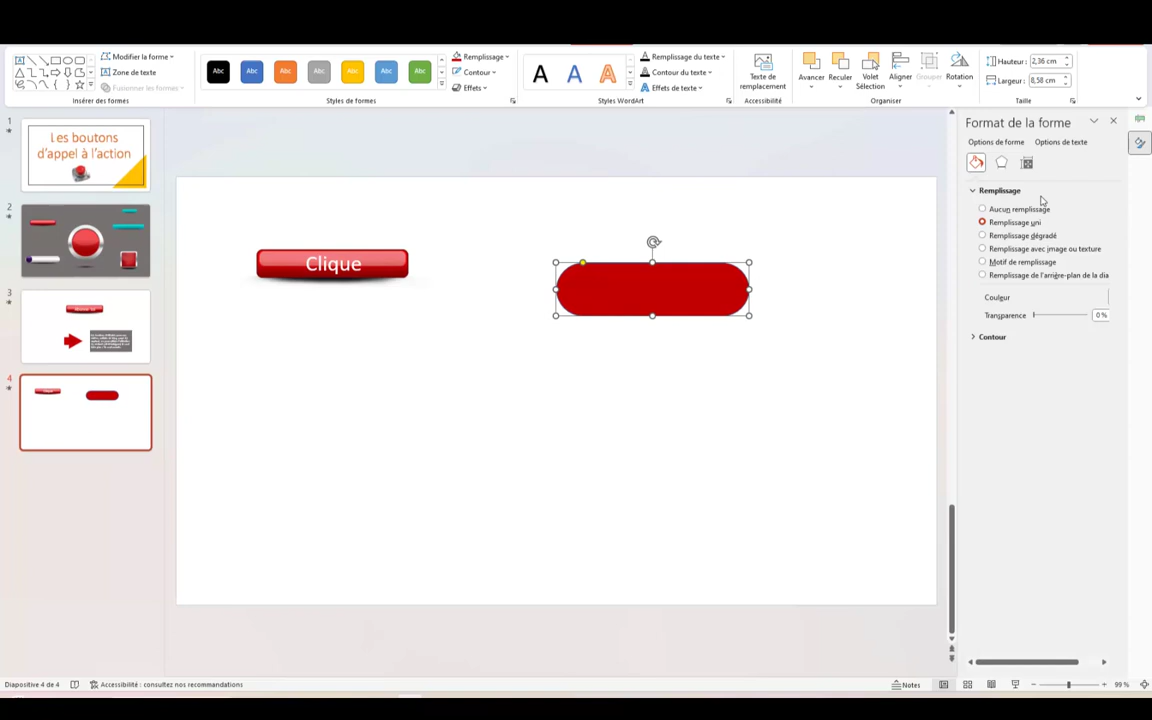 Modifier la forme
Zone de texte
Fusionner les formes
Insérer des formes
Abc Abc Abc Abc Abc Abc Abc
Styles de formes
Remplissage
Contour
Effets
A A A
Styles WordArt
Remplissage du texte
Contour du texte
Effets de texte
Texte de
remplacement
Accessibilité
Avancer
Reculer
Volet
Sélection
Aligner
Grouper
Rotation
Organiser
Hauteur : 2,36 cm
Largeur : 8,58 cm
Taille
1
Les boutons
d'appel à l'action
2
3
4
Clique
Format de la forme
Options de forme
Options de texte
Remplissage
Aucun remplissage
Remplissage uni
Remplissage dégradé
Remplissage avec image ou texture
Motif de remplissage
Remplissage de l'arrière-plan de la dia
Couleur
Transparence
0 %
Contour
Diapositive 4 de 4
Accessibilité : consultez nos recommandations
Notes
99 %